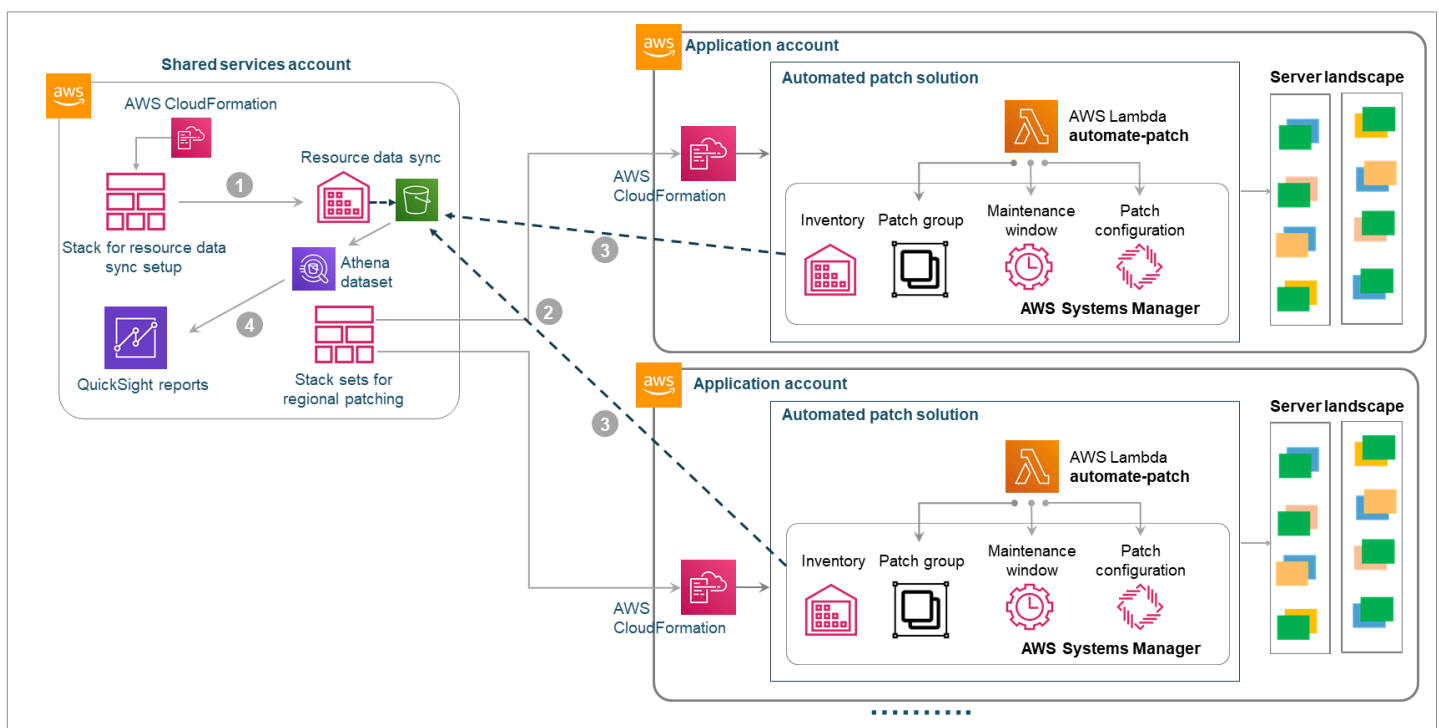 Shared services account
aws
AWS CloudFormation
Resource data sync
1
Stack for resource data
sync setup
Athena
dataset
4
QuickSight reports
Stack sets for
regional patching
2
3
3
aws
Application account
Automated patch solution
Server landscape
AWS Lambda
automate-patch
AWS
CloudFormation
Inventory
Patch group
Maintenance
window
Patch
configuration
AWS Systems Manager
aws
Application account
Automated patch solution
Server landscape
AWS Lambda
automate-patch
AWS
CloudFormation
Inventory
Patch group
Maintenance
window
Patch
configuration
AWS Systems Manager